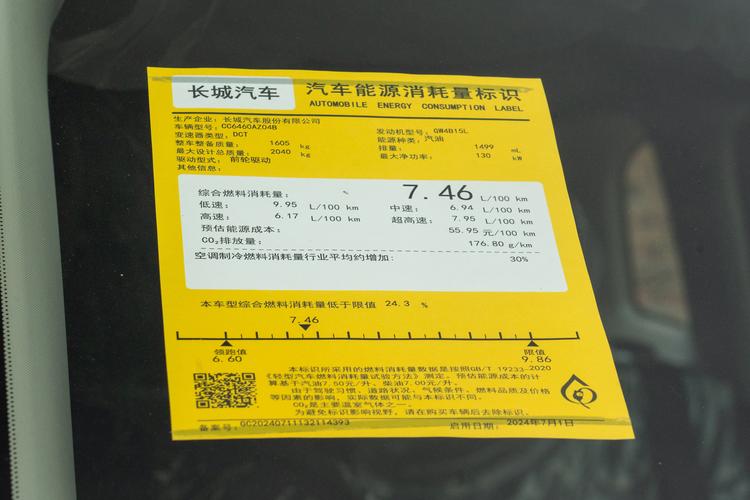 长城汽车 汽车能源消耗量标识
AUTOMOBILE ENERGY CONSUMPTION LABEL
生产企业：长城汽车股份有限公司
车辆型号：CC6460AZ04B 发动机型号：GW4B15L
变速器类型：DCT 能源种类：汽油
整车整备质量： 1605 kg 排量： 1499 mL
最大设计总质量： 2040 kg 最大净功率： 130 kW
驱动型式： 前轮驱动
其他信息：
综合燃料消耗量： 7.46 L/100 km
低速： 9.95 L/100 km 中速： 6.94 L/100 km
高速： 6.17 L/100 km 超高速： 7.95 L/100 km
预估能源成本： 55.95 元/100 km
CO₂排放量： 176.80 g/km
空调制冷燃料消耗量行业平均约增加： 30%
本车型综合燃料消耗量低于限值 24.3 %
7.46
领跑值 限值
6.60 9.86
本标识所采用的燃料消耗量数据是按照GB/T 19233-2020
《轻型汽车燃料消耗量试验方法》测定。预估能源成本的计
算基于汽油7.50元/升、柴油7.00元/升。
由于驾驶习惯、道路状况、气候条件、燃料品质及价格
等因素的影响，实际数据可能与本标识不同。
CO₂是主要温室气体之一。
为避免标识影响视野，请在购买车辆后去除标识。
备案号：GC20240711132114393 启用日期：2024年7月1日